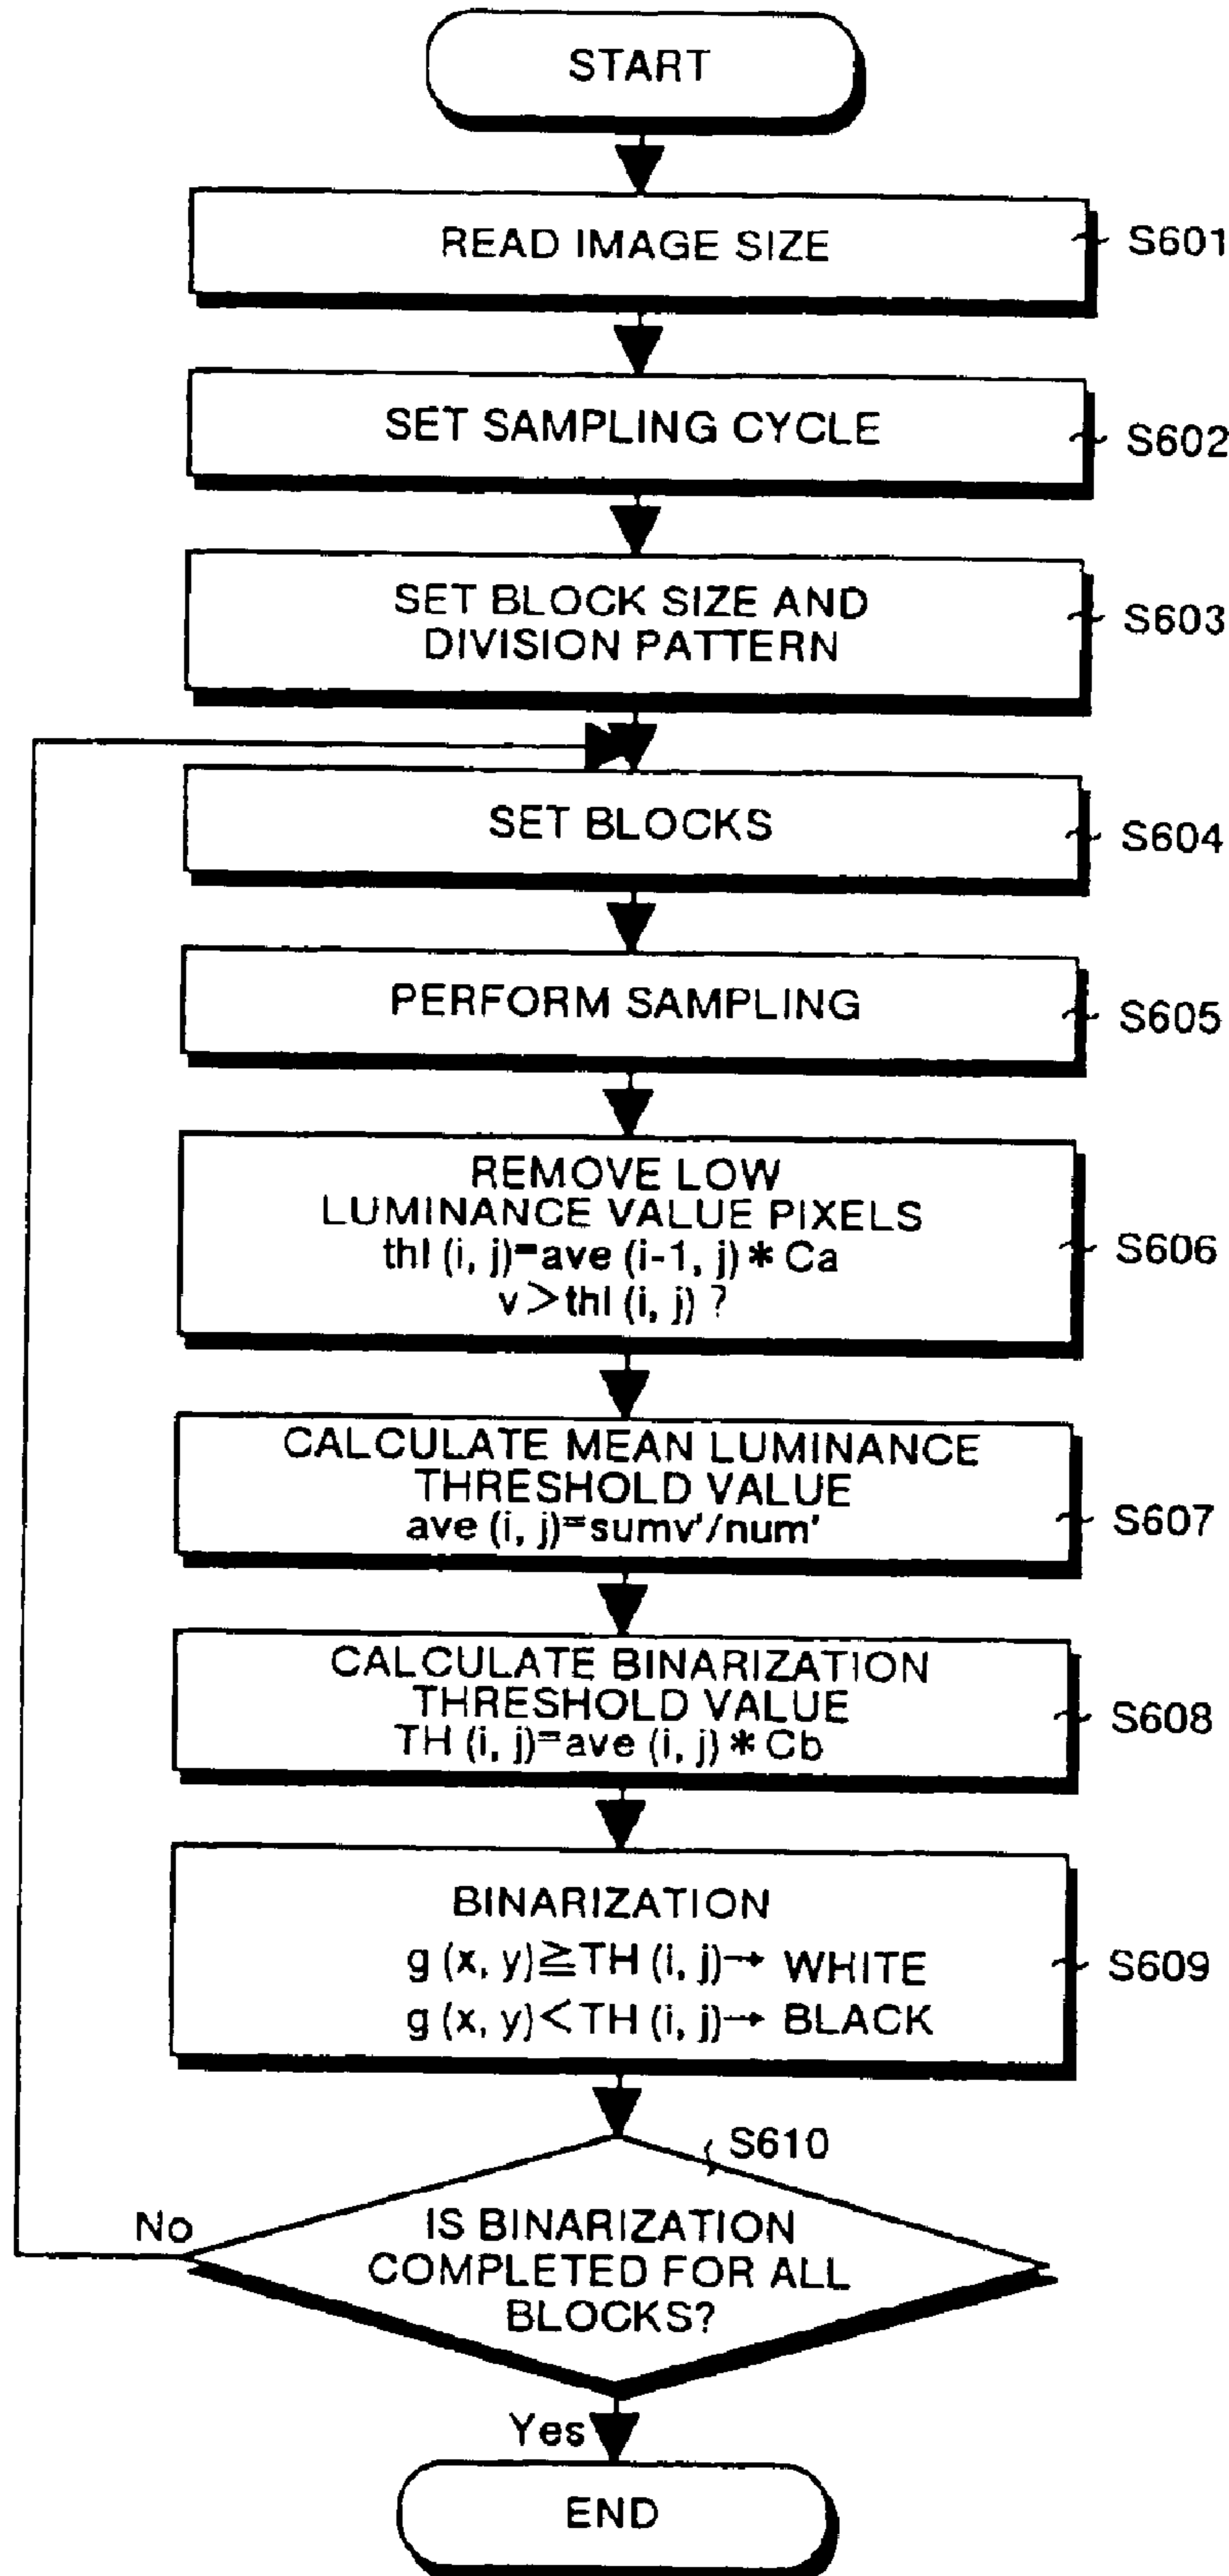 START
READ IMAGE SIZE
S601
SET SAMPLING CYCLE
S602
SET BLOCK SIZE AND
DIVISION PATTERN
S603
SET BLOCKS
S604
PERFORM SAMPLING
S605
REMOVE LOW
LUMINANCE VALUE PIXELS
thl (i, j)=ave (i-1, j) * Ca
v>thl (i, j) ?
S606
CALCULATE MEAN LUMINANCE
THRESHOLD VALUE
ave (i, j)=sumv'/num'
S607
CALCULATE BINARIZATION
THRESHOLD VALUE
TH (i, j)=ave (i, j) * Cb
S608
BINARIZATION
g (x, y)≧TH (i, j)→ WHITE
g (x, y)<TH (i, j)→ BLACK
S609
S610
IS BINARIZATION
COMPLETED FOR ALL
BLOCKS?
No
Yes
END